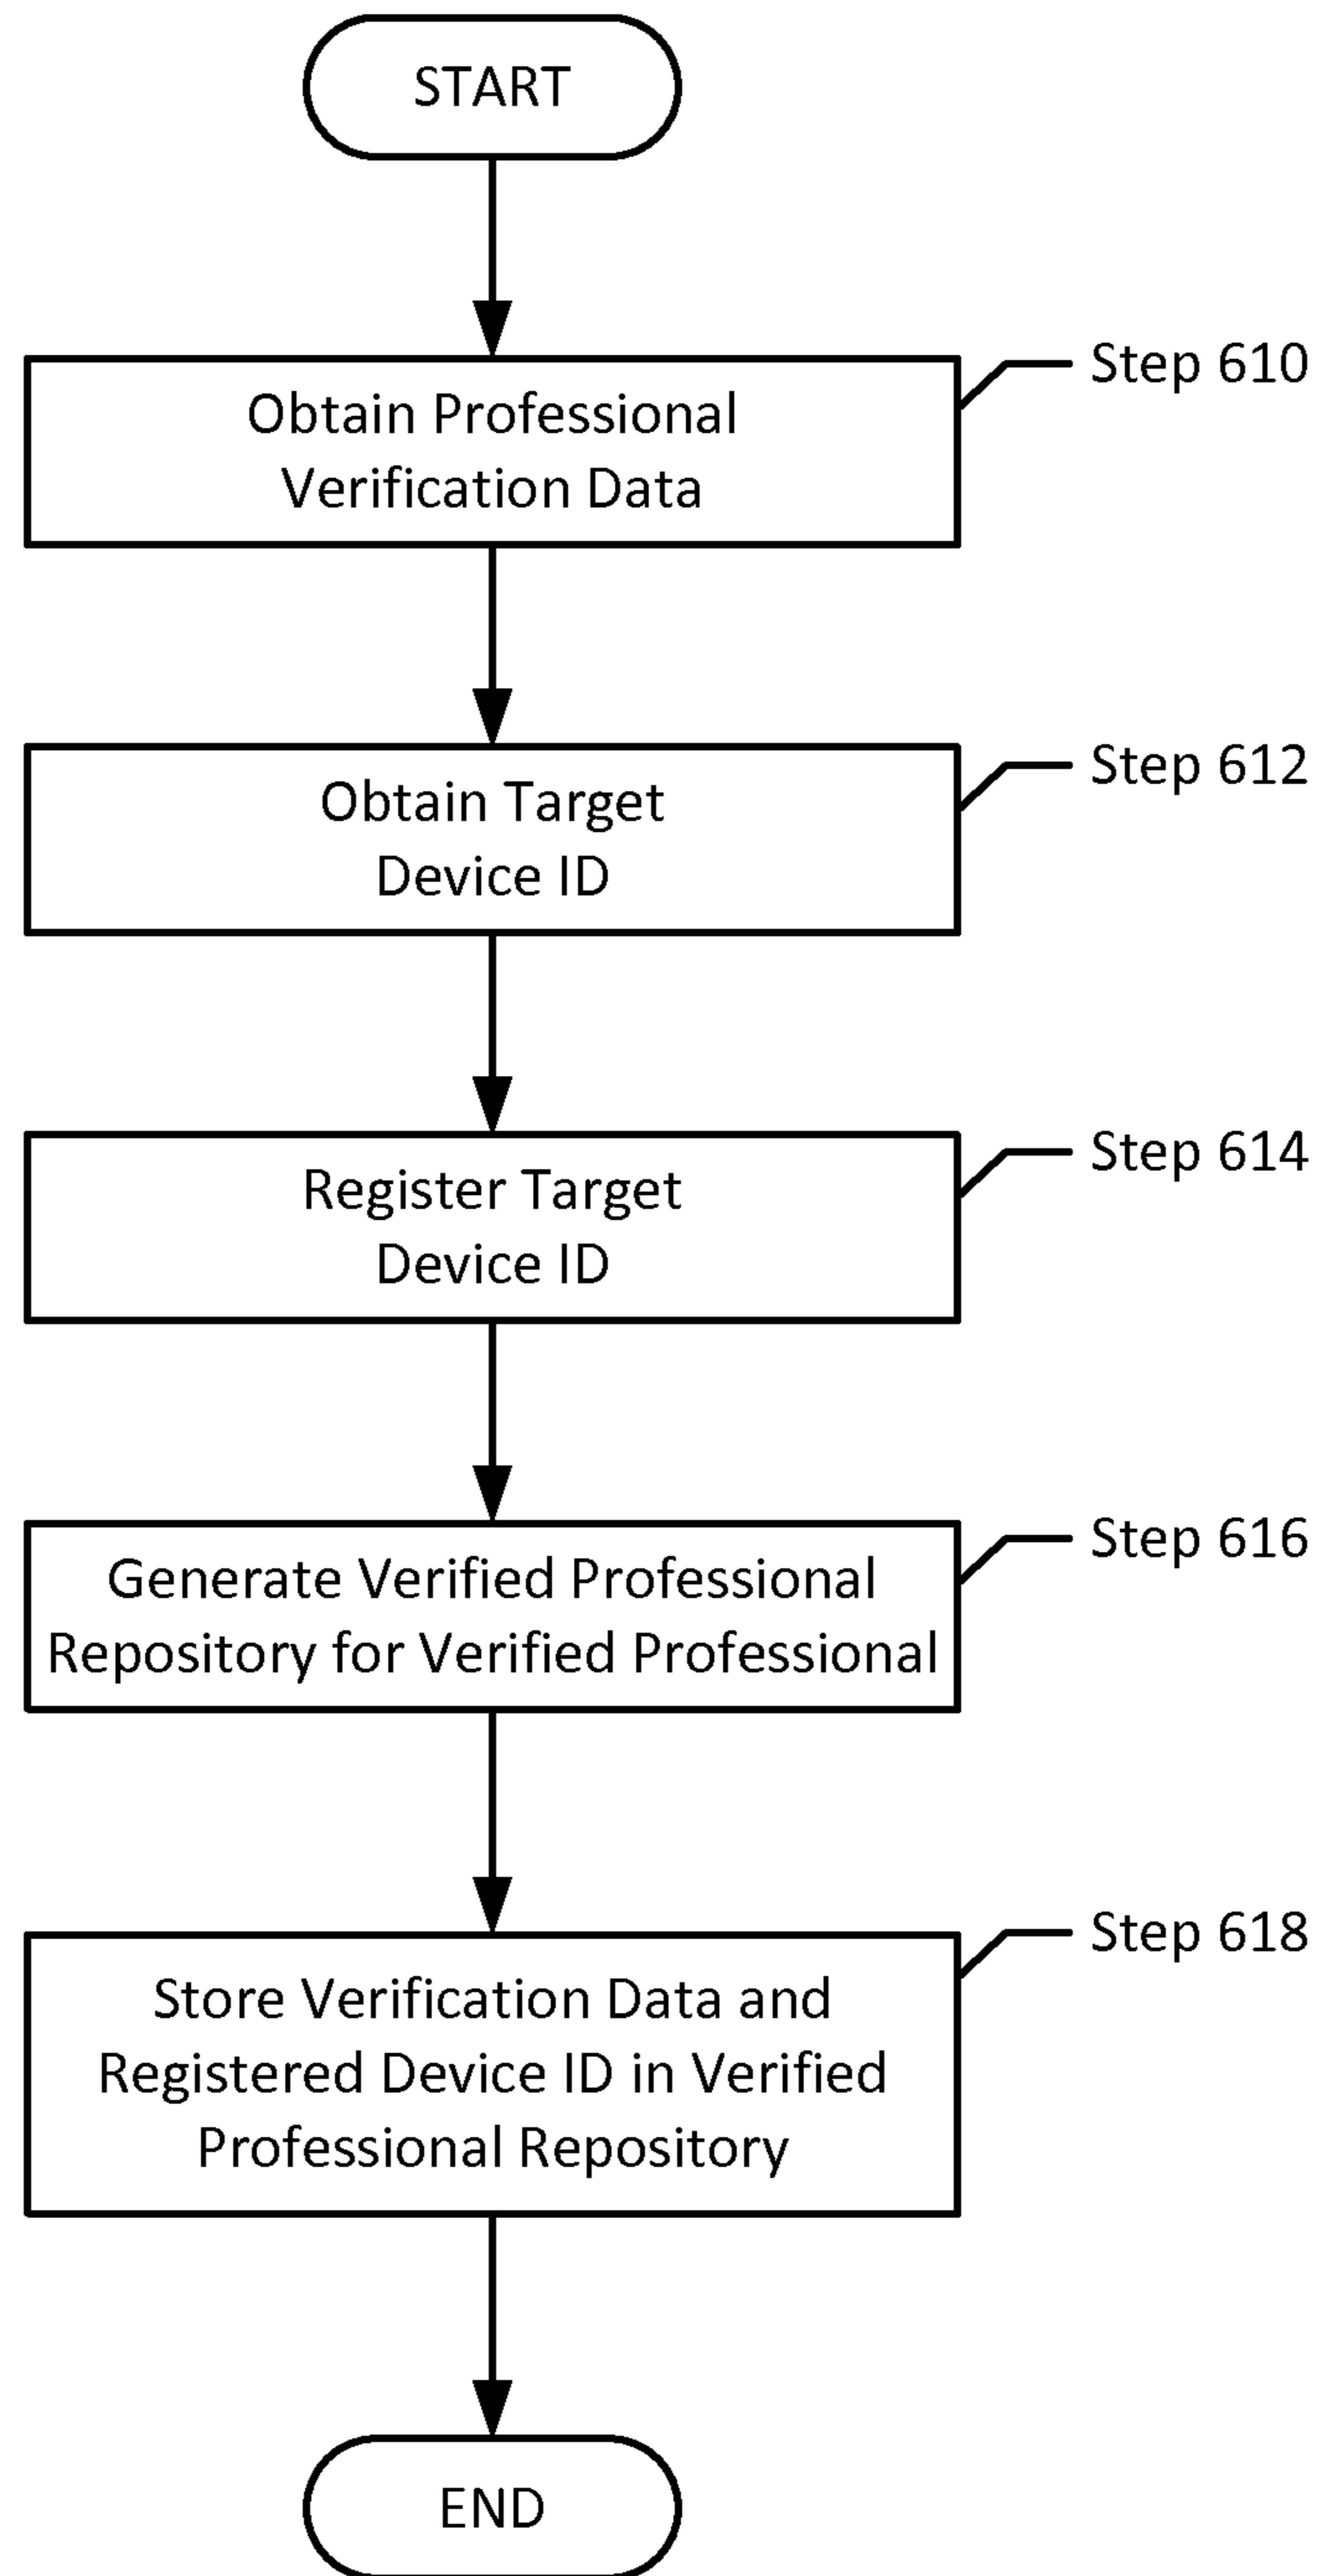 START
Step 610
Obtain Professional
Verification Data
Step 612
Obtain Target
Device ID
Step 614
Register Target
Device ID
Step 616
Generate Verified Professional
Repository for Verified Professional
Step 618
Store Verification Data and
Registered Device ID in Verified
Professional Repository
END